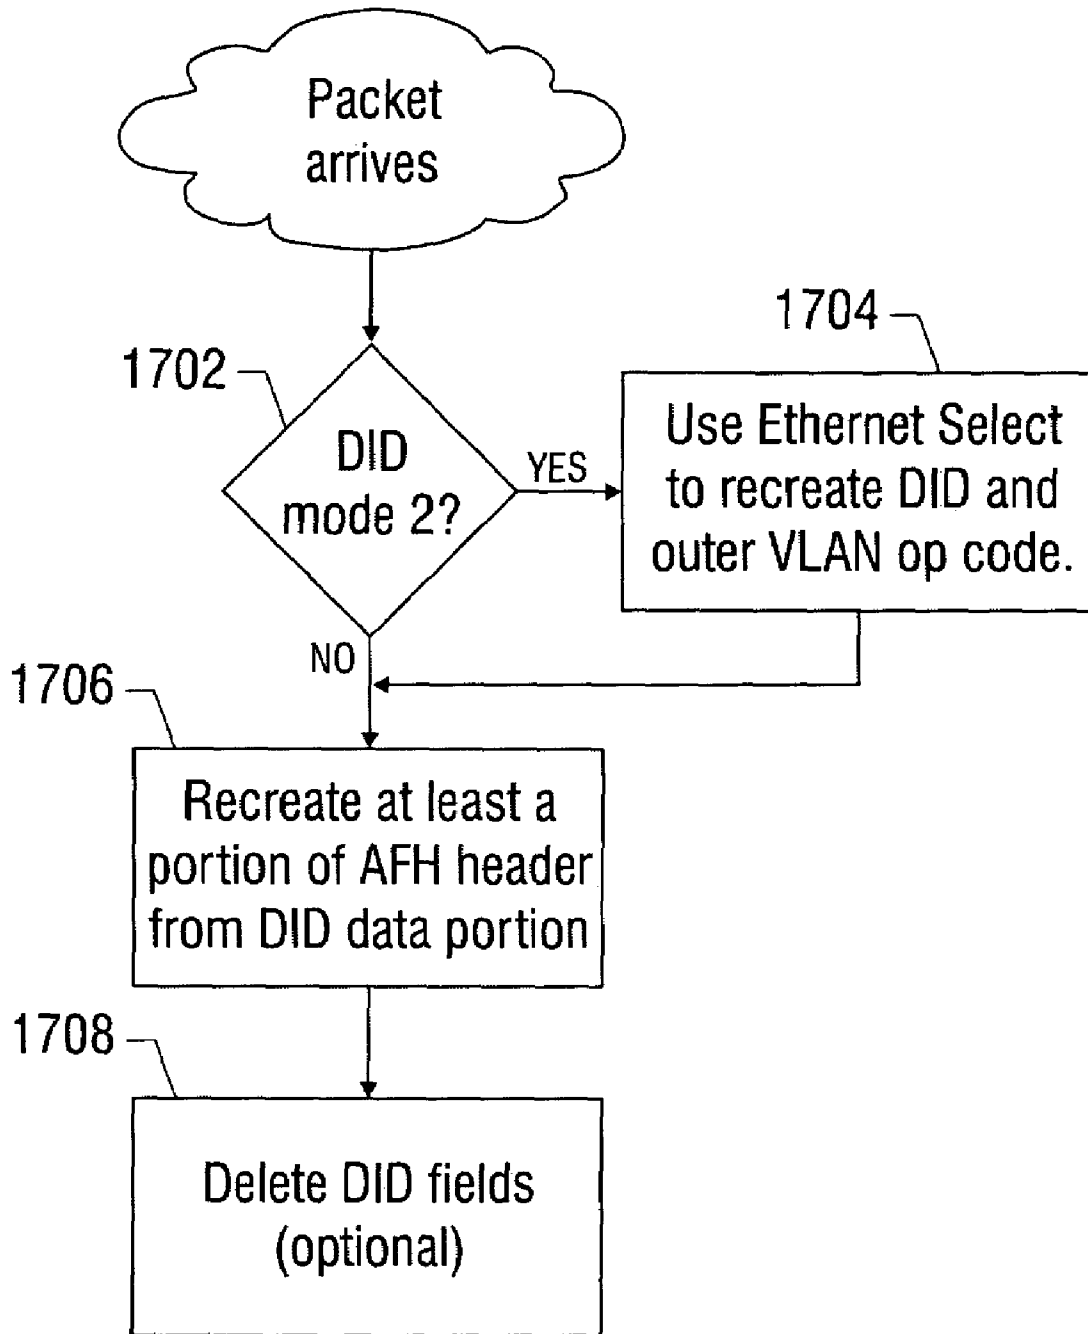 Packet
arrives
1702
DID
mode 2?
YES
1704
Use Ethernet Select
to recreate DID and
outer VLAN op code.
NO
1706
Recreate at least a
portion of AFH header
from DID data portion
1708
Delete DID fields
(optional)